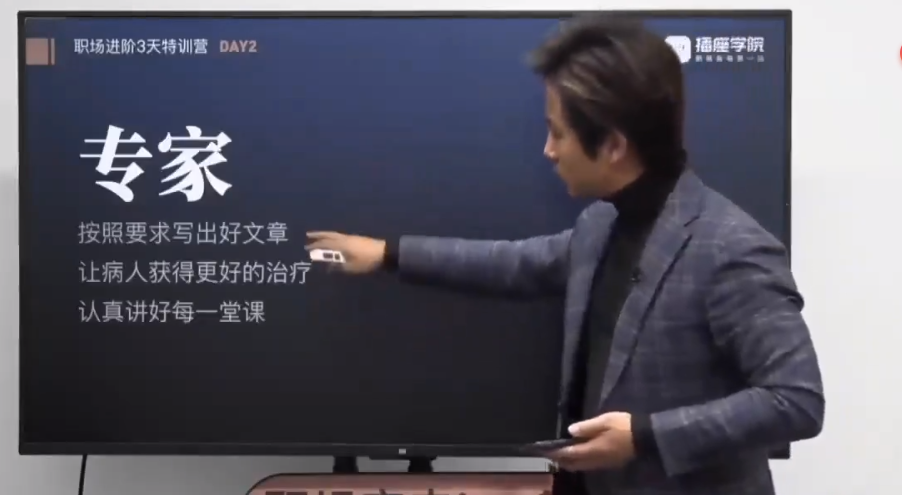 职场进阶3天特训营 DAY2
播座学院
专家
按照要求写出好文章
让病人获得更好的治疗
认真讲好每一堂课